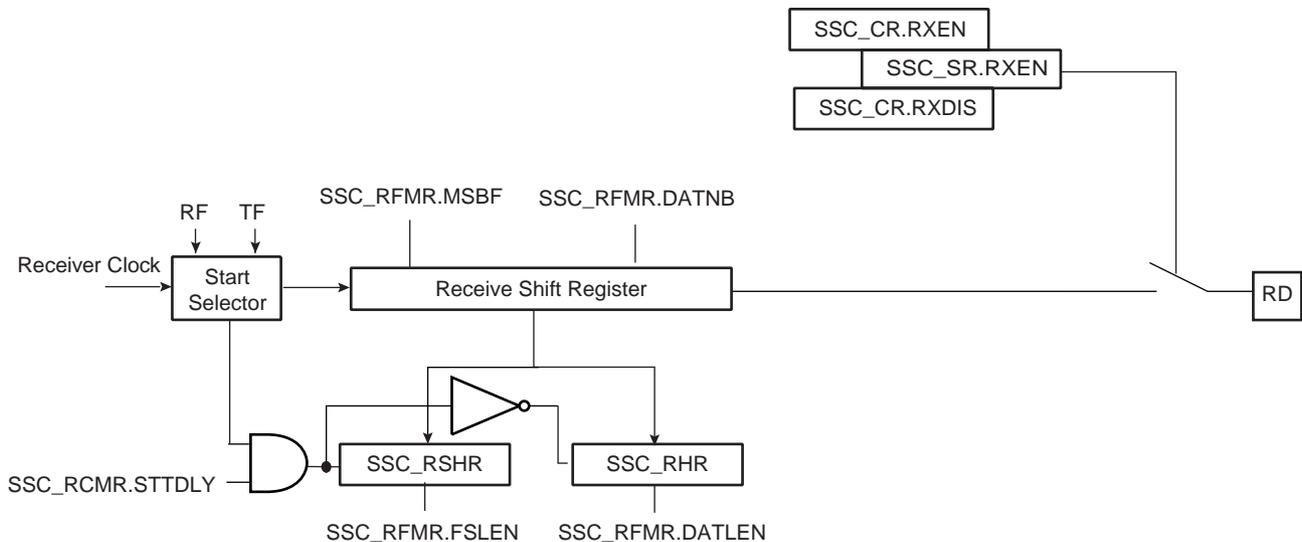 SSC_CR.RXEN
SSC_SR.RXEN
SSC_CR.RXDIS
SSC_RFMR.MSBF
SSC_RFMR.DATNB
RF
TF
Receiver Clock
Start
Selector
Receive Shift Register
RD
SSC_RSHR
SSC_RHR
SSC_RCMR.STTDLY
SSC_RFMR.FSLEN
SSC_RFMR.DATLEN